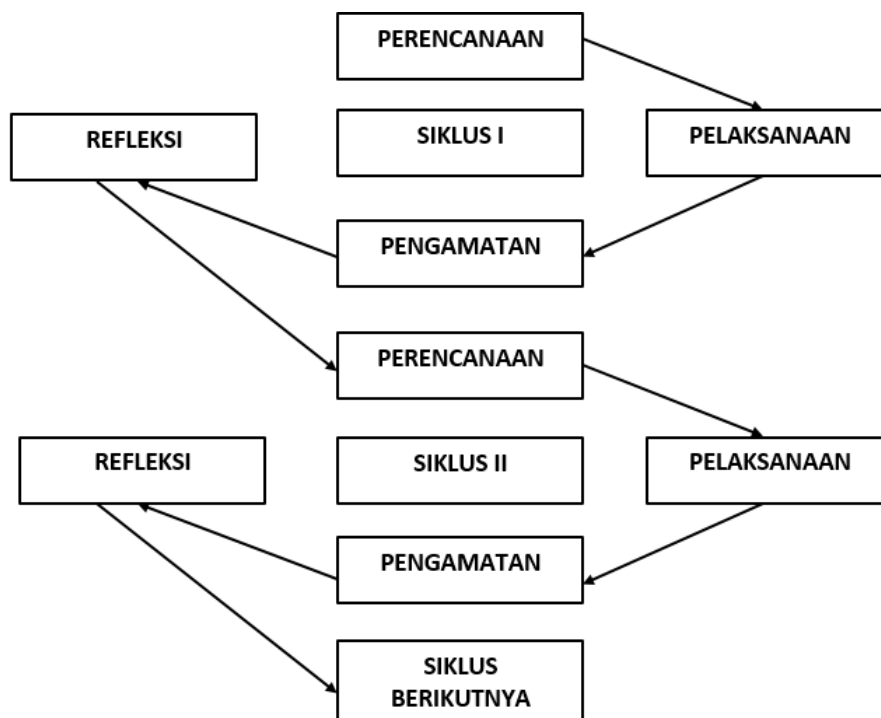 PERENCANAAN
REFLEKSI
SIKLUS I
PELAKSANAAN
PENGAMATAN
PERENCANAAN
REFLEKSI
SIKLUS II
PELAKSANAAN
PENGAMATAN
SIKLUS
BERIKUTNYA